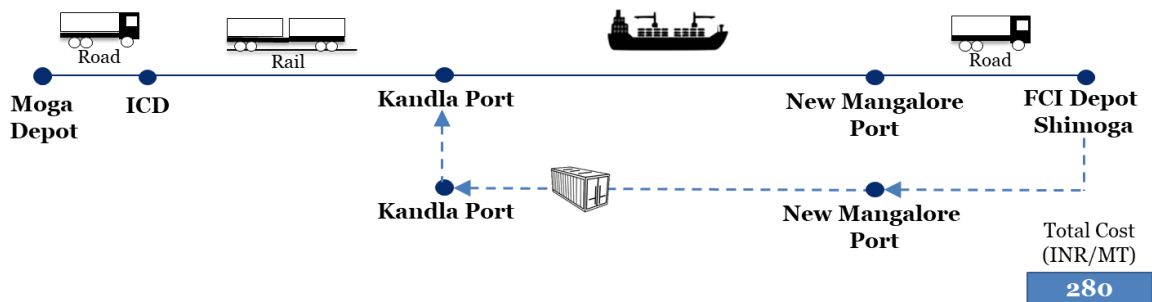 Road
Rail
Road
Moga
Depot
ICD
Kandla Port
New Mangalore
Port
FCI Depot
Shimoga
Kandla Port
New Mangalore
Port
Total Cost
(INR/MT)
280